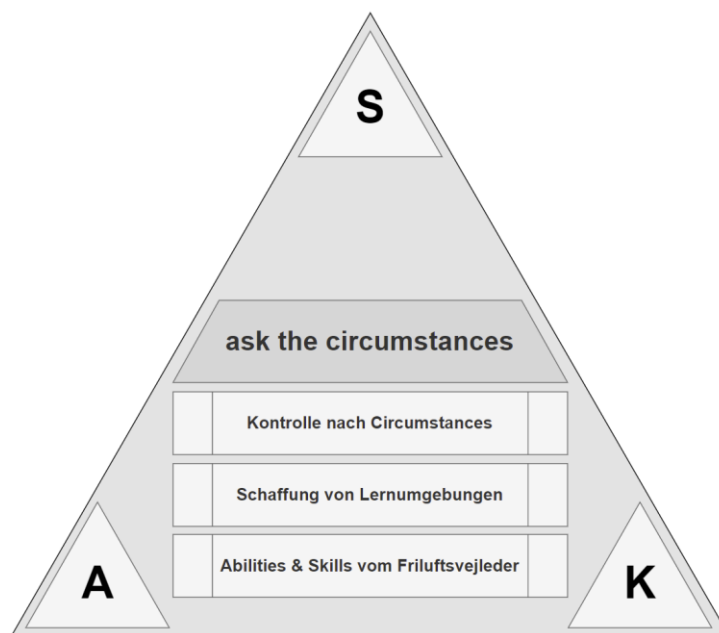 S
ask the circumstances
Kontrolle nach Circumstances
Schaffung von Lernumgebungen
Abilities & Skills vom Friluftsvejleder
A
K